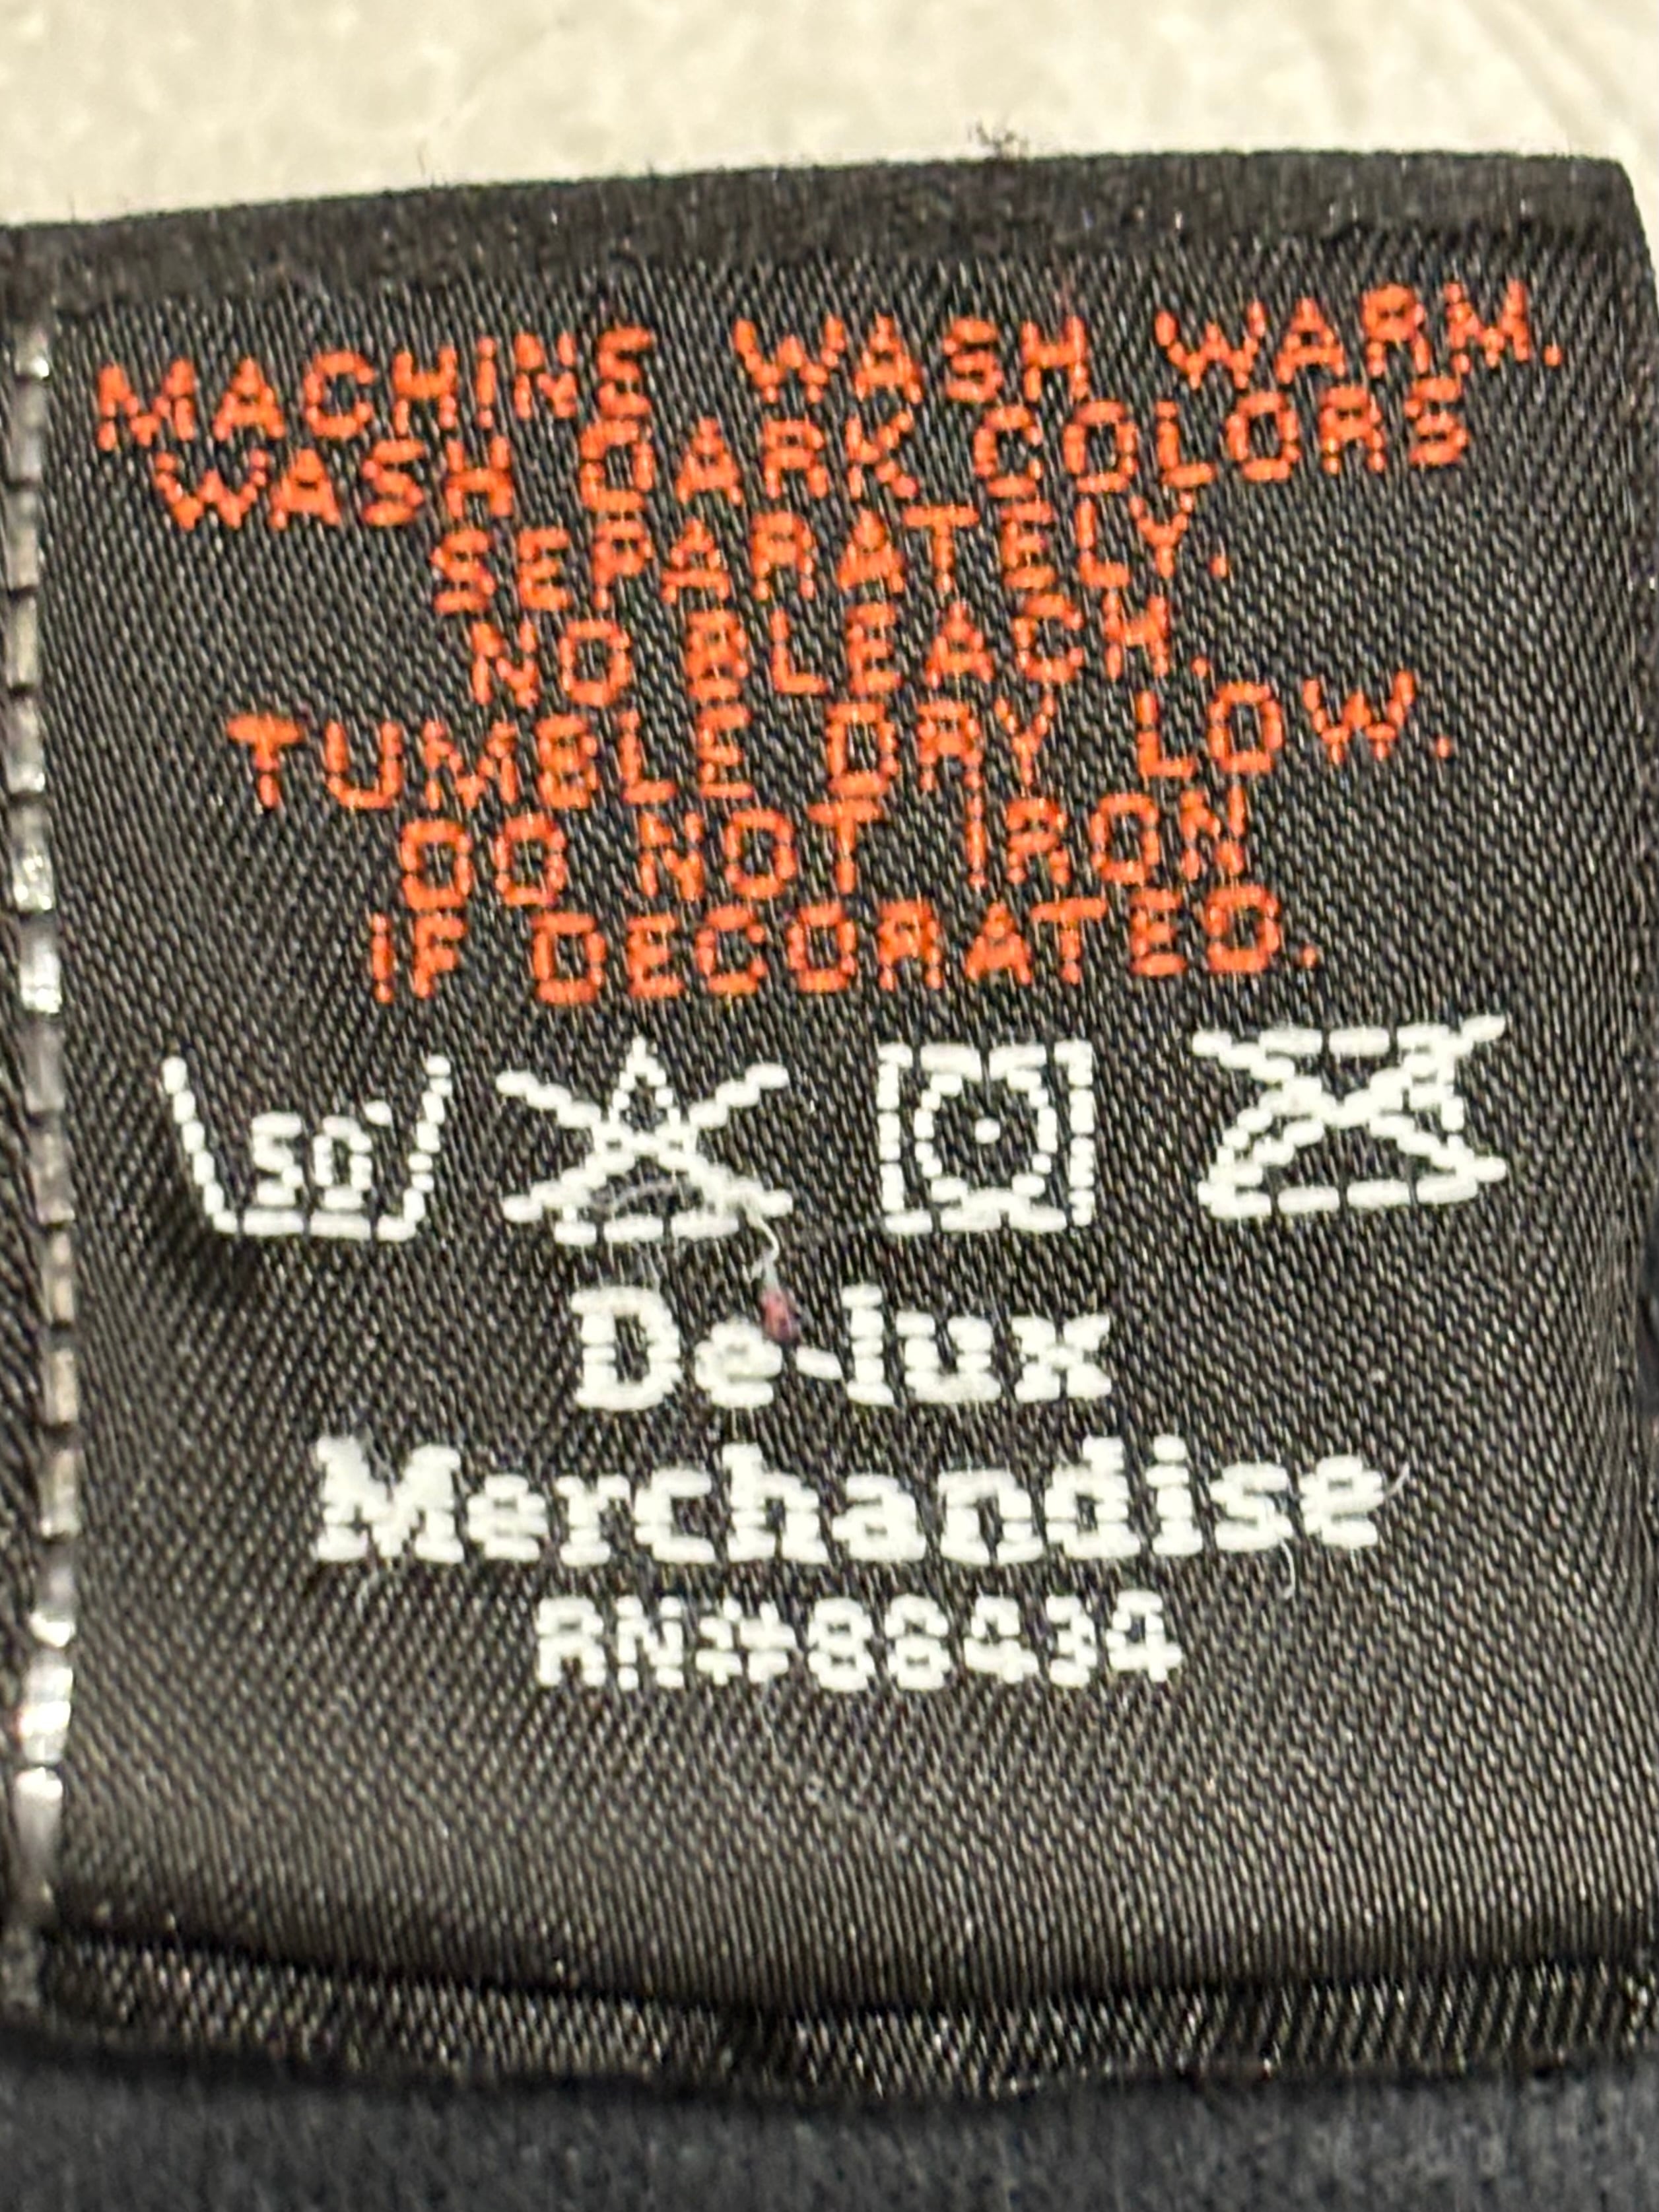 MACHINE WASH WARM.
WASH DARK COLORS
SEPARATELY.
NO BLEACH.
TUMBLE DRY LOW.
DO NOT IRON
IF DECORATED.
50°
De-lux
Merchandise
RN#88434